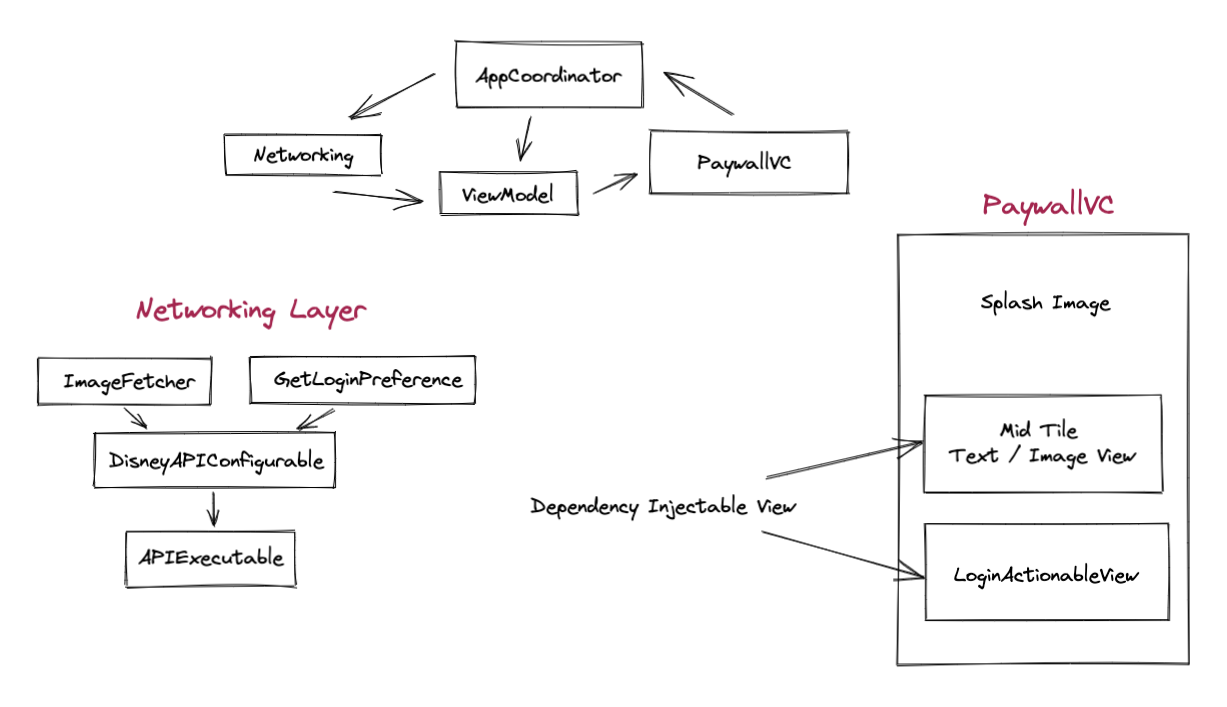 AppCoordinator
Networking
PaywallVC
ViewModel
PaywallVC
Splash Image
Networking Layer
ImageFetcher
GetLoginPreference
DisneyAPIConfigurable
APIExecutable
Mid Tile
Text / Image View
Dependency Injectable View
LoginActionableView